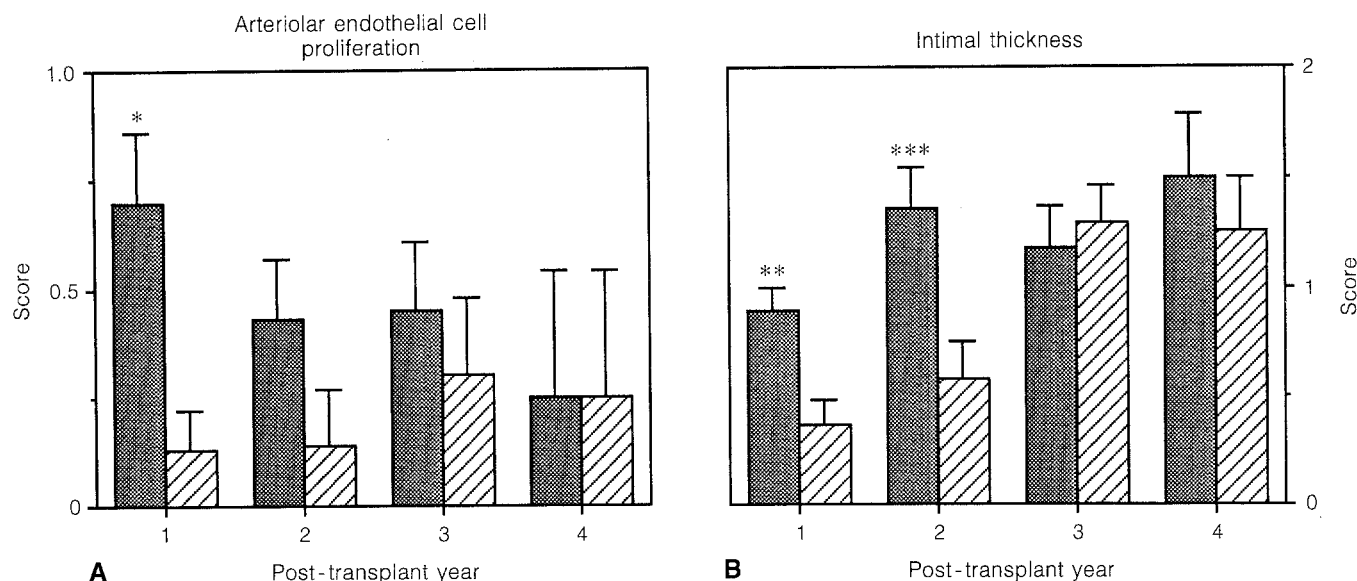 Arteriolar endothelial cell
proliferation
1.0
*
0.5
0
Score
1
2
3
4
A
Post-transplant year
Intimal thickness
**
***
2
1
0
Score
1
2
3
4
B
Post-transplant year